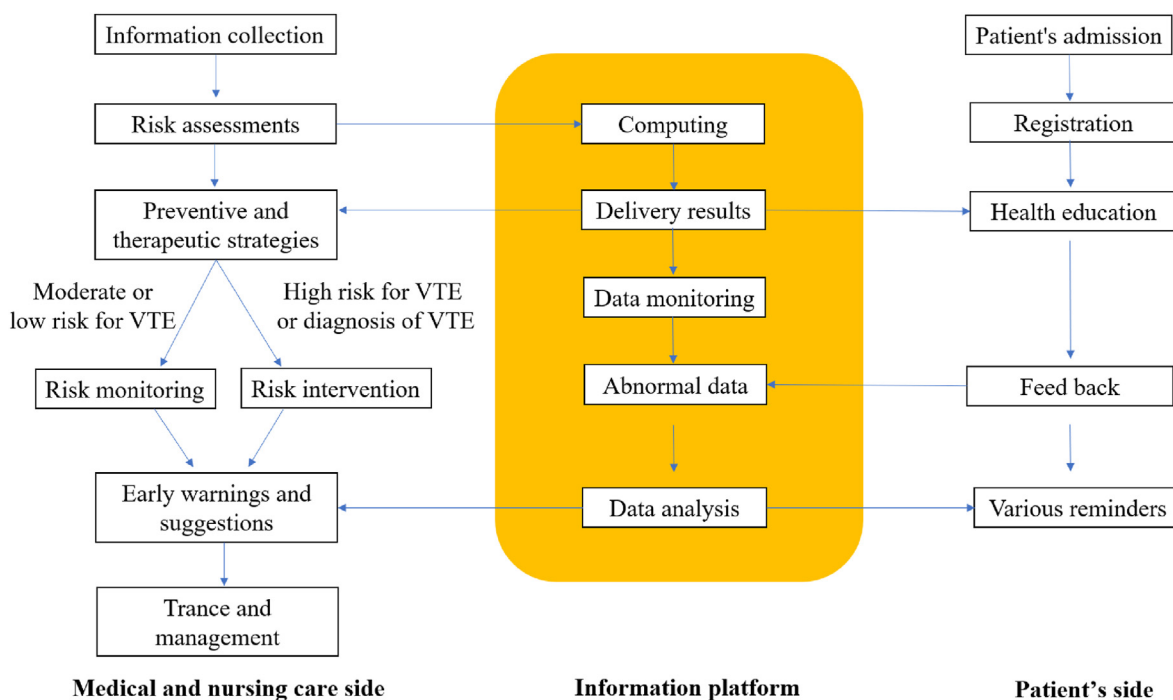 Information collection
Risk assessments
Preventive and
therapeutic strategies
Moderate or
low risk for VTE
High risk for VTE
or diagnosis of VTE
Risk monitoring
Risk intervention
Early warnings and
suggestions
Trance and
management
Medical and nursing care side
Computing
Delivery results
Data monitoring
Abnormal data
Data analysis
Information platform
Patient's admission
Registration
Health education
Feed back
Various reminders
Patient’s side